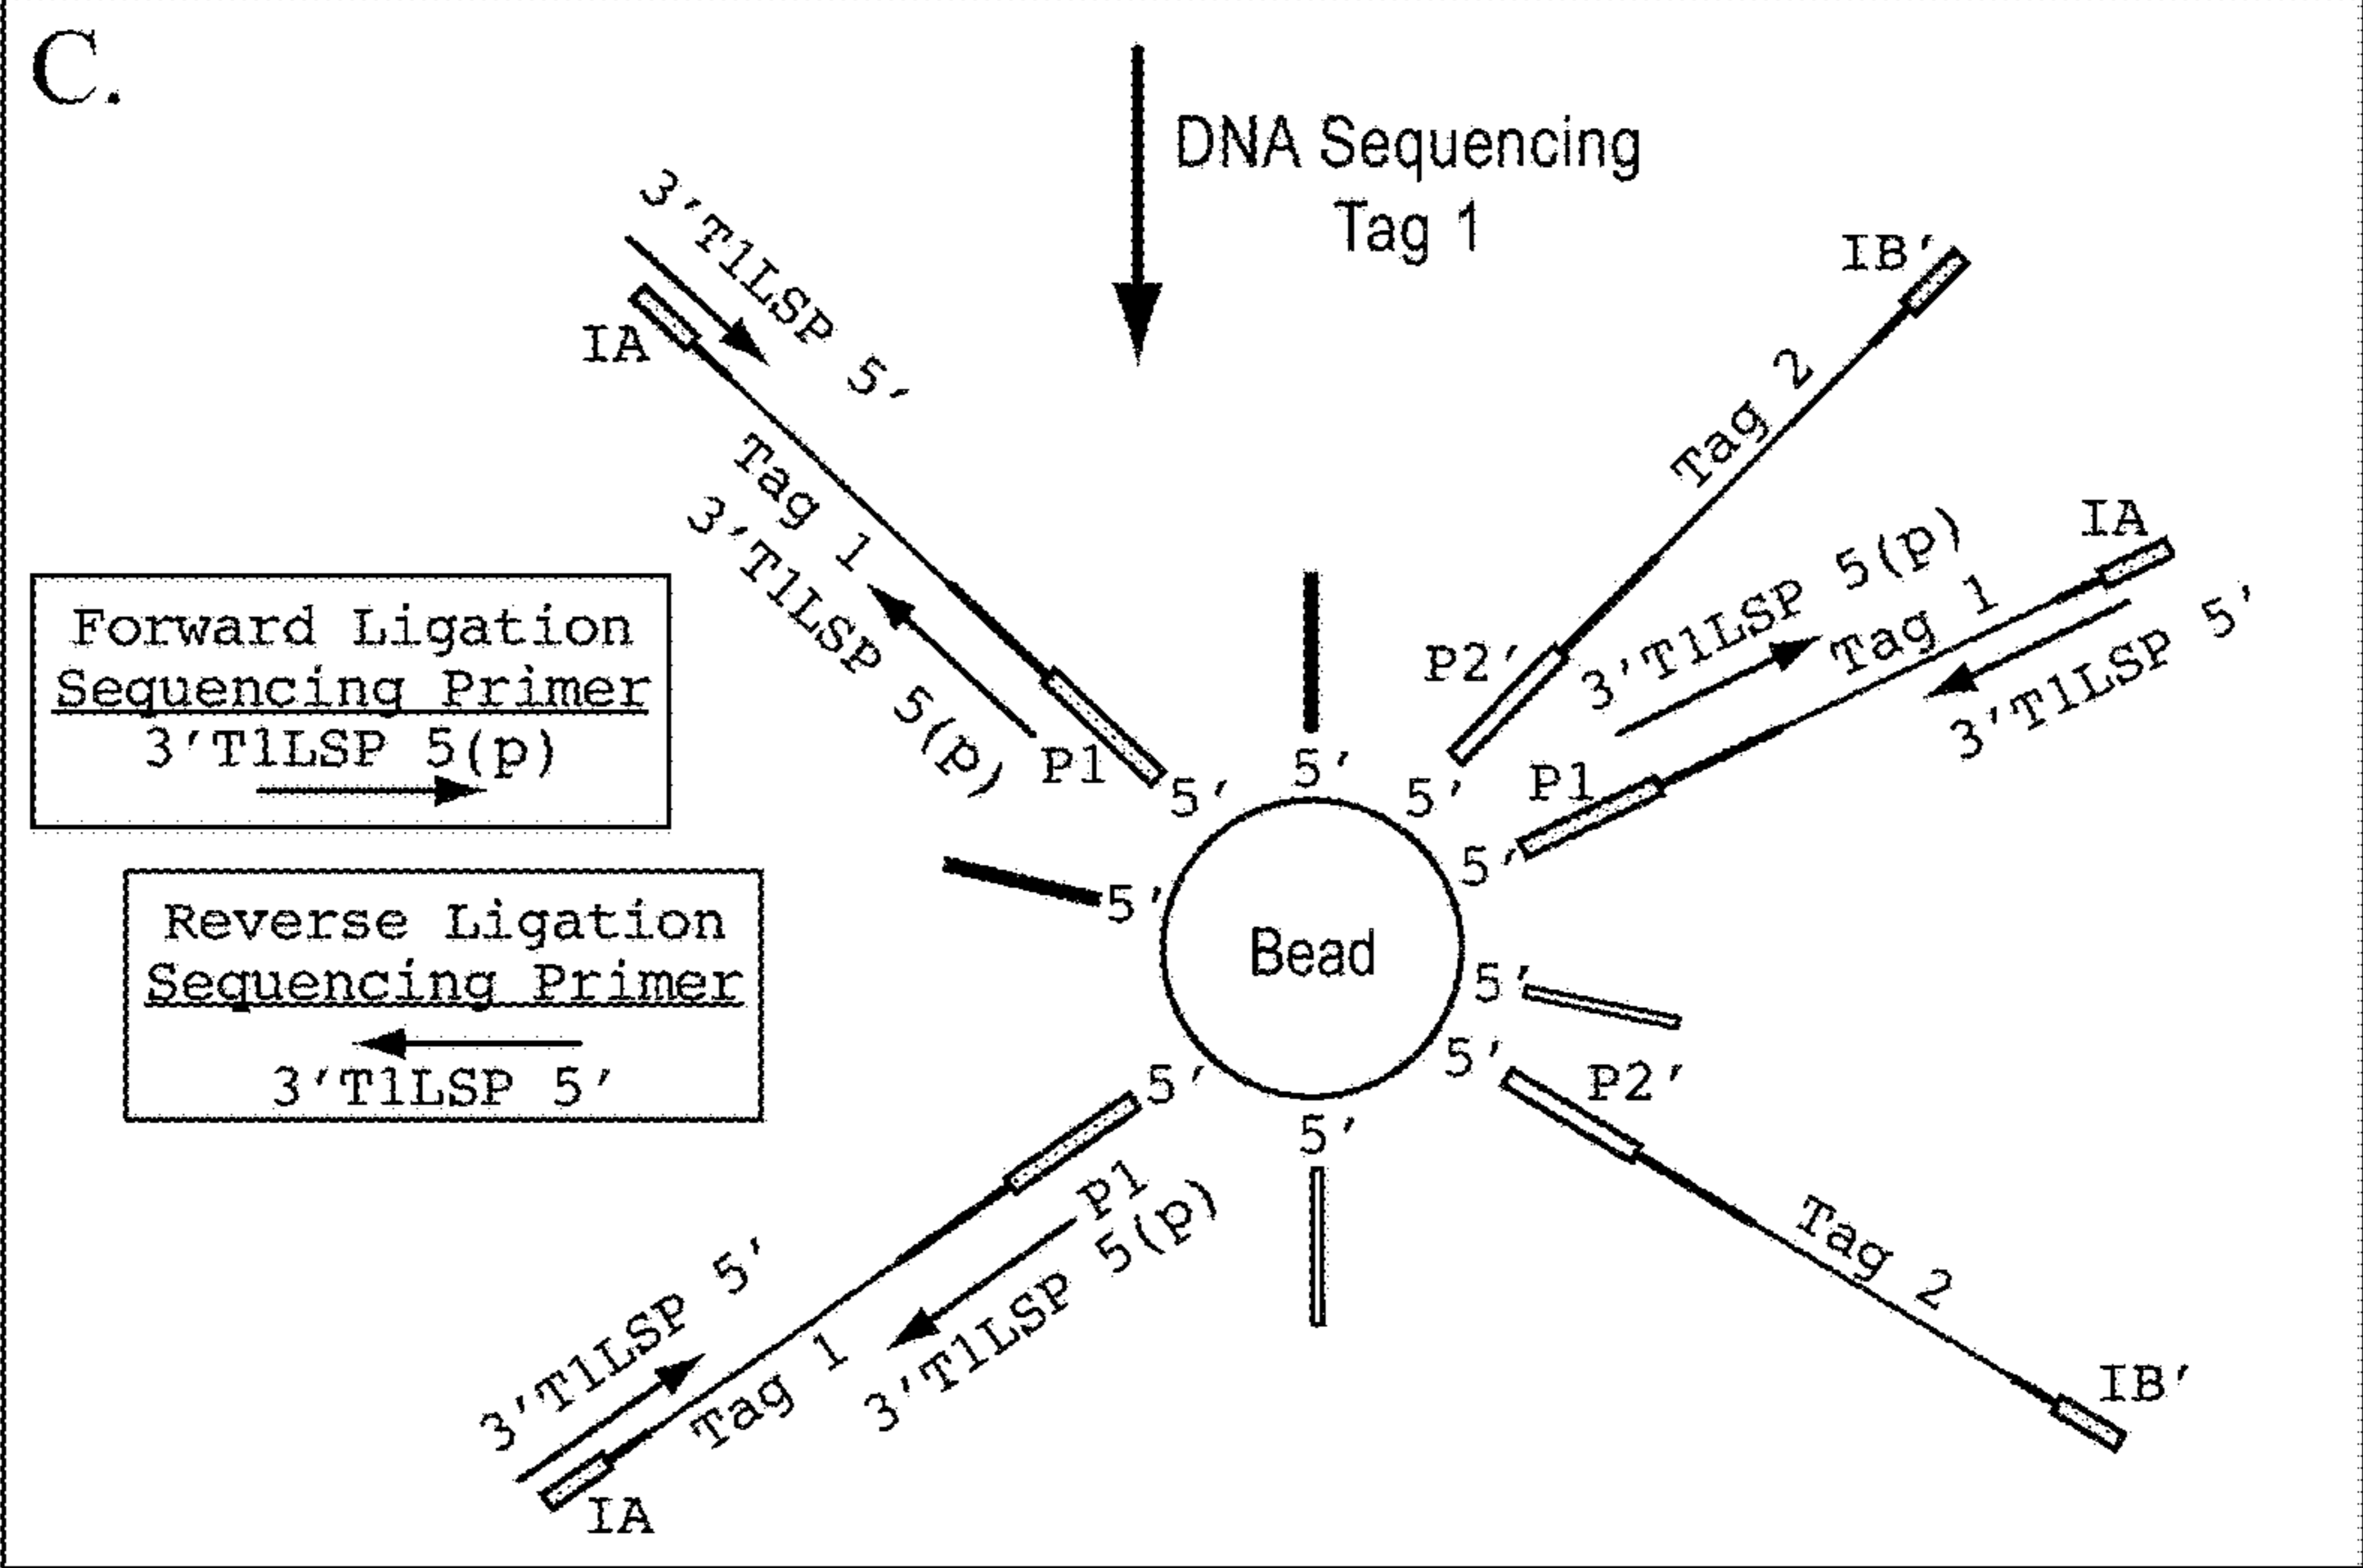 C.
DNA Sequencing
Tag 1
3'T1LSP 5'
IA
Tag 1
3'T1LSP 5(p)
P1
5'
IB'
Tag 2
P2'
5'
IA
3'T1LSP 5(p)
Tag 1
3'T1LSP 5'
P1
5'
5'
Forward Ligation
Sequencing Primer
3'T1LSP 5(p)
5'
Reverse Ligation
Sequencing Primer
3'T1LSP 5'
Bead
5'
5'
P2'
Tag 2
IB'
5'
5'
P1
3'T1LSP 5(p)
3'T1LSP 5'
Tag 1
IA